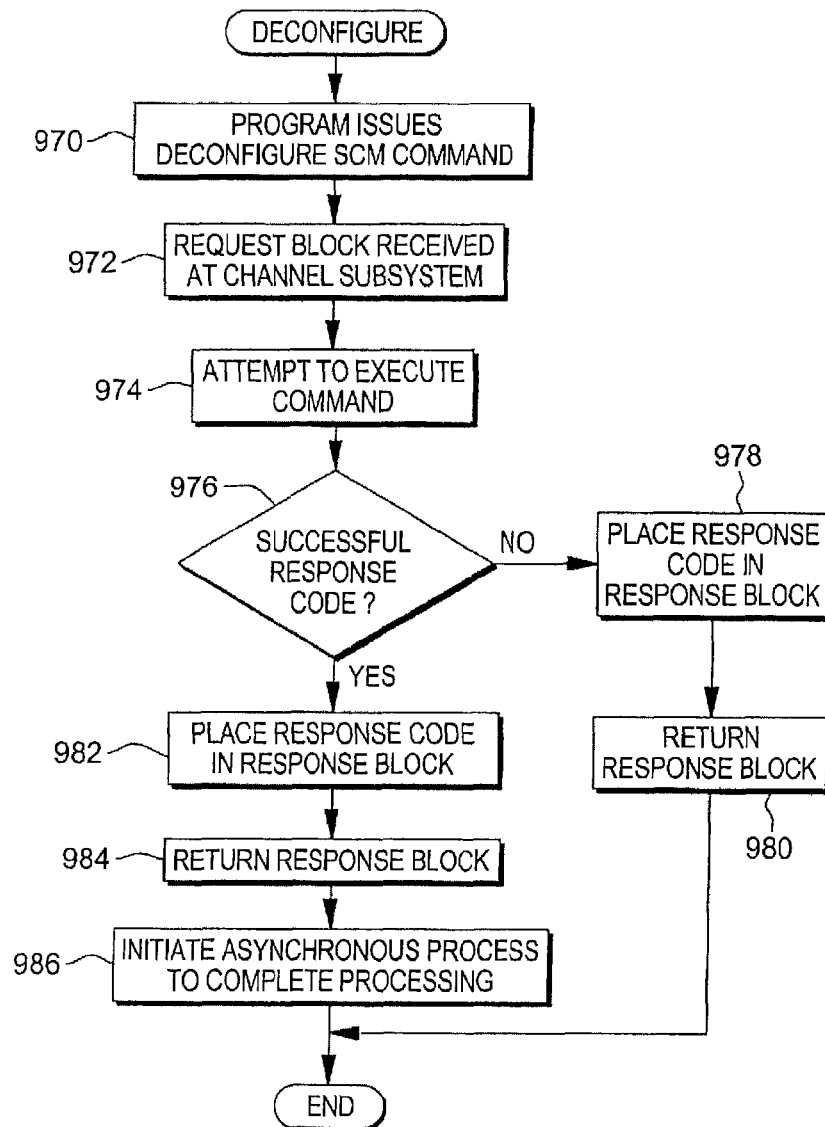 DECONFIGURE
970
PROGRAM ISSUES
DECONFIGURE SCM COMMAND
972
REQUEST BLOCK RECEIVED
AT CHANNEL SUBSYSTEM
974
ATTEMPT TO EXECUTE
COMMAND
976
SUCCESSFUL
RESPONSE
CODE ?
NO
978
PLACE RESPONSE
CODE IN
RESPONSE BLOCK
YES
982
PLACE RESPONSE CODE
IN RESPONSE BLOCK
RETURN
RESPONSE BLOCK
980
984
RETURN RESPONSE BLOCK
986
INITIATE ASYNCHRONOUS PROCESS
TO COMPLETE PROCESSING
END